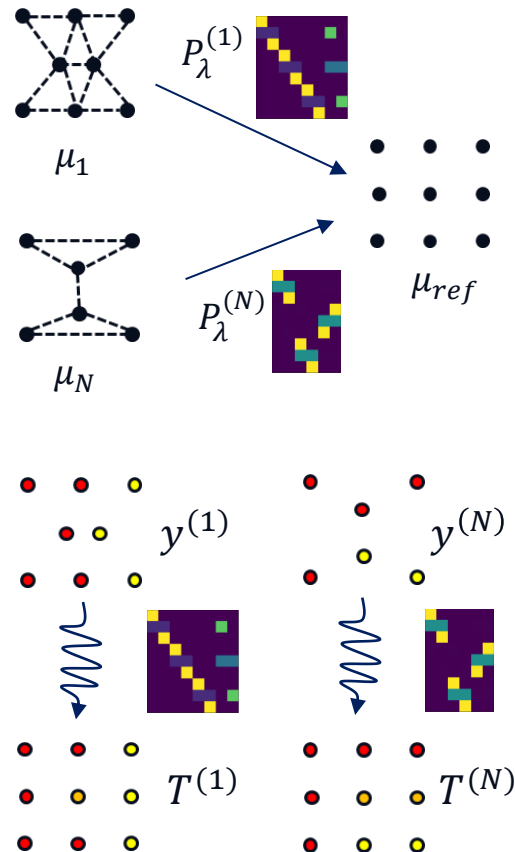 P_λ^(1)
μ_1
μ_ref
P_λ^(N)
μ_N
y^(1)
y^(N)
T^(1)
T^(N)